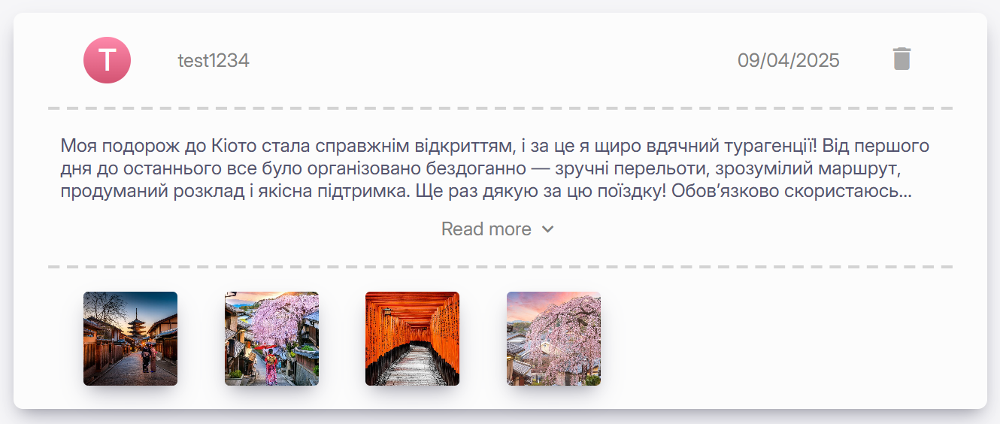 T
test1234
09/04/2025
Моя подорож до Кіото стала справжнім відкриттям, і за це я щиро вдячний турагенції! Від першого
дня до останнього все було організовано бездоганно — зручні перельоти, зрозумілий маршрут,
продуманий розклад і якісна підтримка. Ще раз дякую за цю поїздку! Обов’язково скористаюсь...
Read more